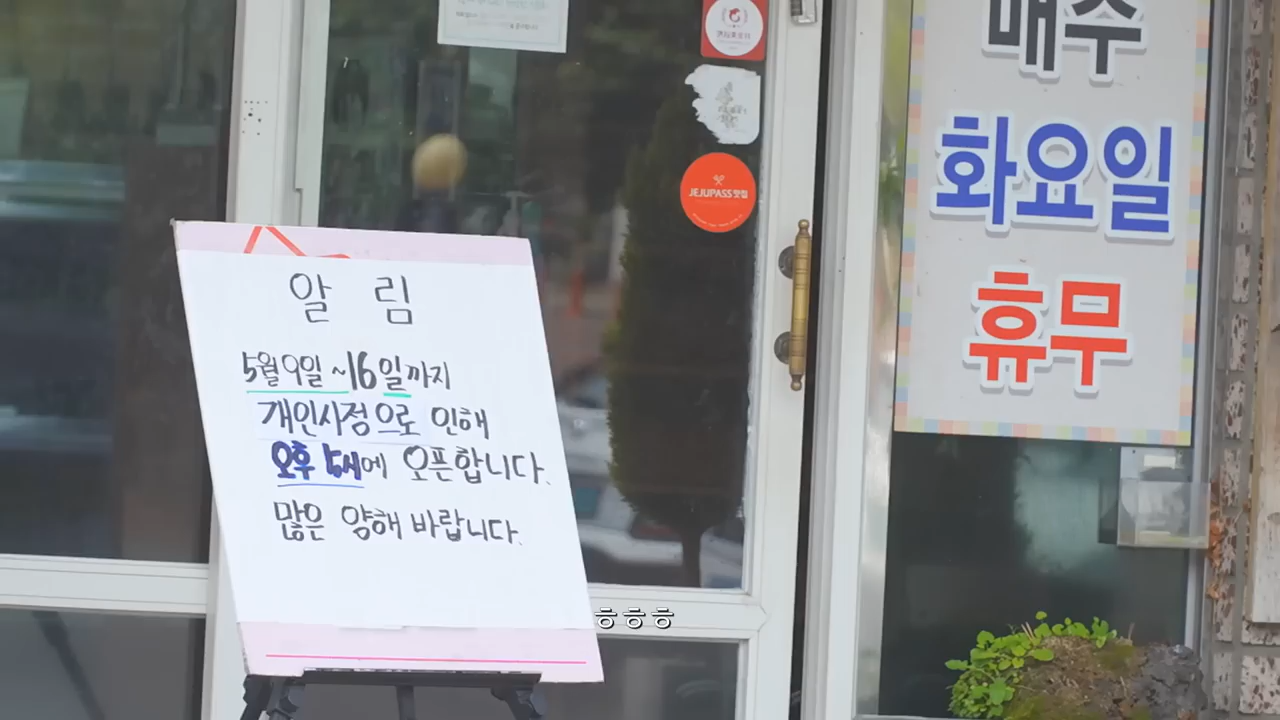 알 림
5월 9일 ~16일까지
개인사정으로 인해
오후 5시에 오픈합니다.
많은 양해 바랍니다.
JEJUPASS맛집
매주
화요일
휴무
ㅎㅎㅎ